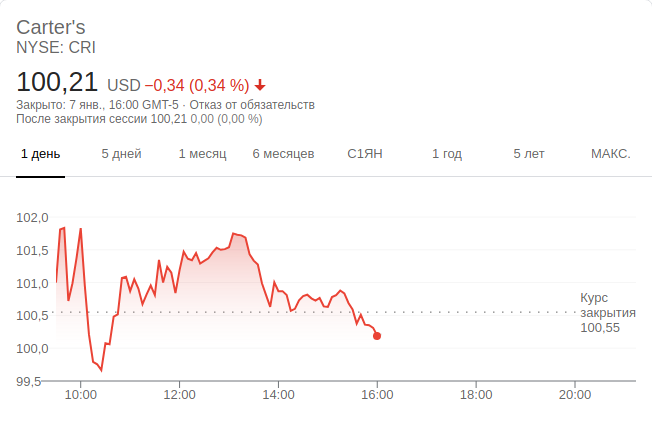 Carter's
NYSE: CRI
100,21 USD −0,34 (0,34 %)
Закрыто: 7 янв., 16:00 GMT-5 · Отказ от обязательств
После закрытия сессии 100,21 0,00 (0,00 %)
1 день 5 дней 1 месяц 6 месяцев С1ЯН 1 год 5 лет МАКС.
102,0
101,5
101,0
100,5
100,0
99,5
Курс
закрытия
100,55
10:00 12:00 14:00 16:00 18:00 20:00